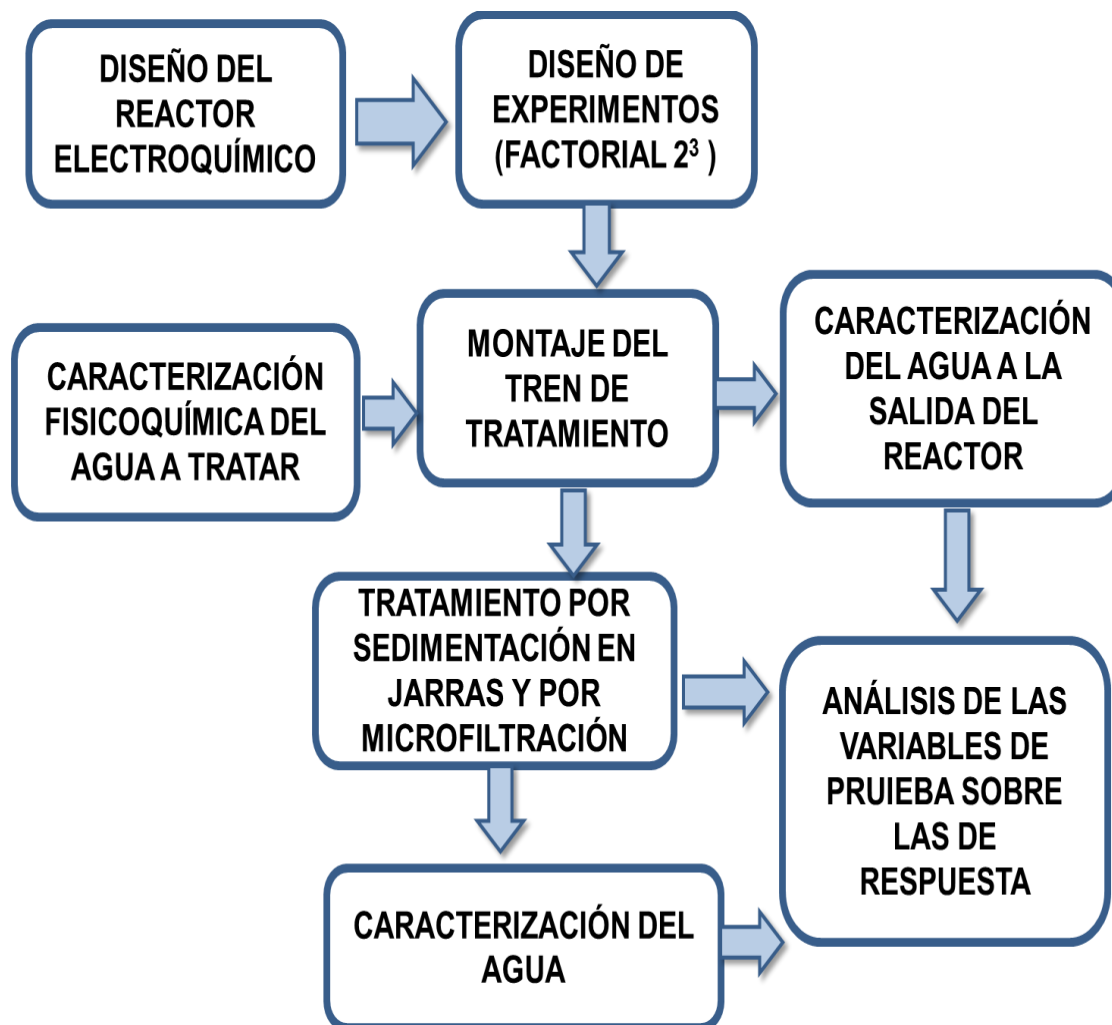 DISEÑO DEL
REACTOR
ELECTROQUÍMICO
DISEÑO DE
EXPERIMENTOS
(FACTORIAL 2³ )
CARACTERIZACIÓN
FISICOQUÍMICA DEL
AGUA A TRATAR
MONTAJE DEL
TREN DE
TRATAMIENTO
CARACTERIZACIÓN
DEL AGUA A LA
SALIDA DEL
REACTOR
TRATAMIENTO POR
SEDIMENTACIÓN EN
JARRAS Y POR
MICROFILTRACIÓN
ANÁLISIS DE LAS
VARIABLES DE
PRUIEBA SOBRE
LAS DE
RESPUESTA
CARACTERIZACIÓN DEL
AGUA